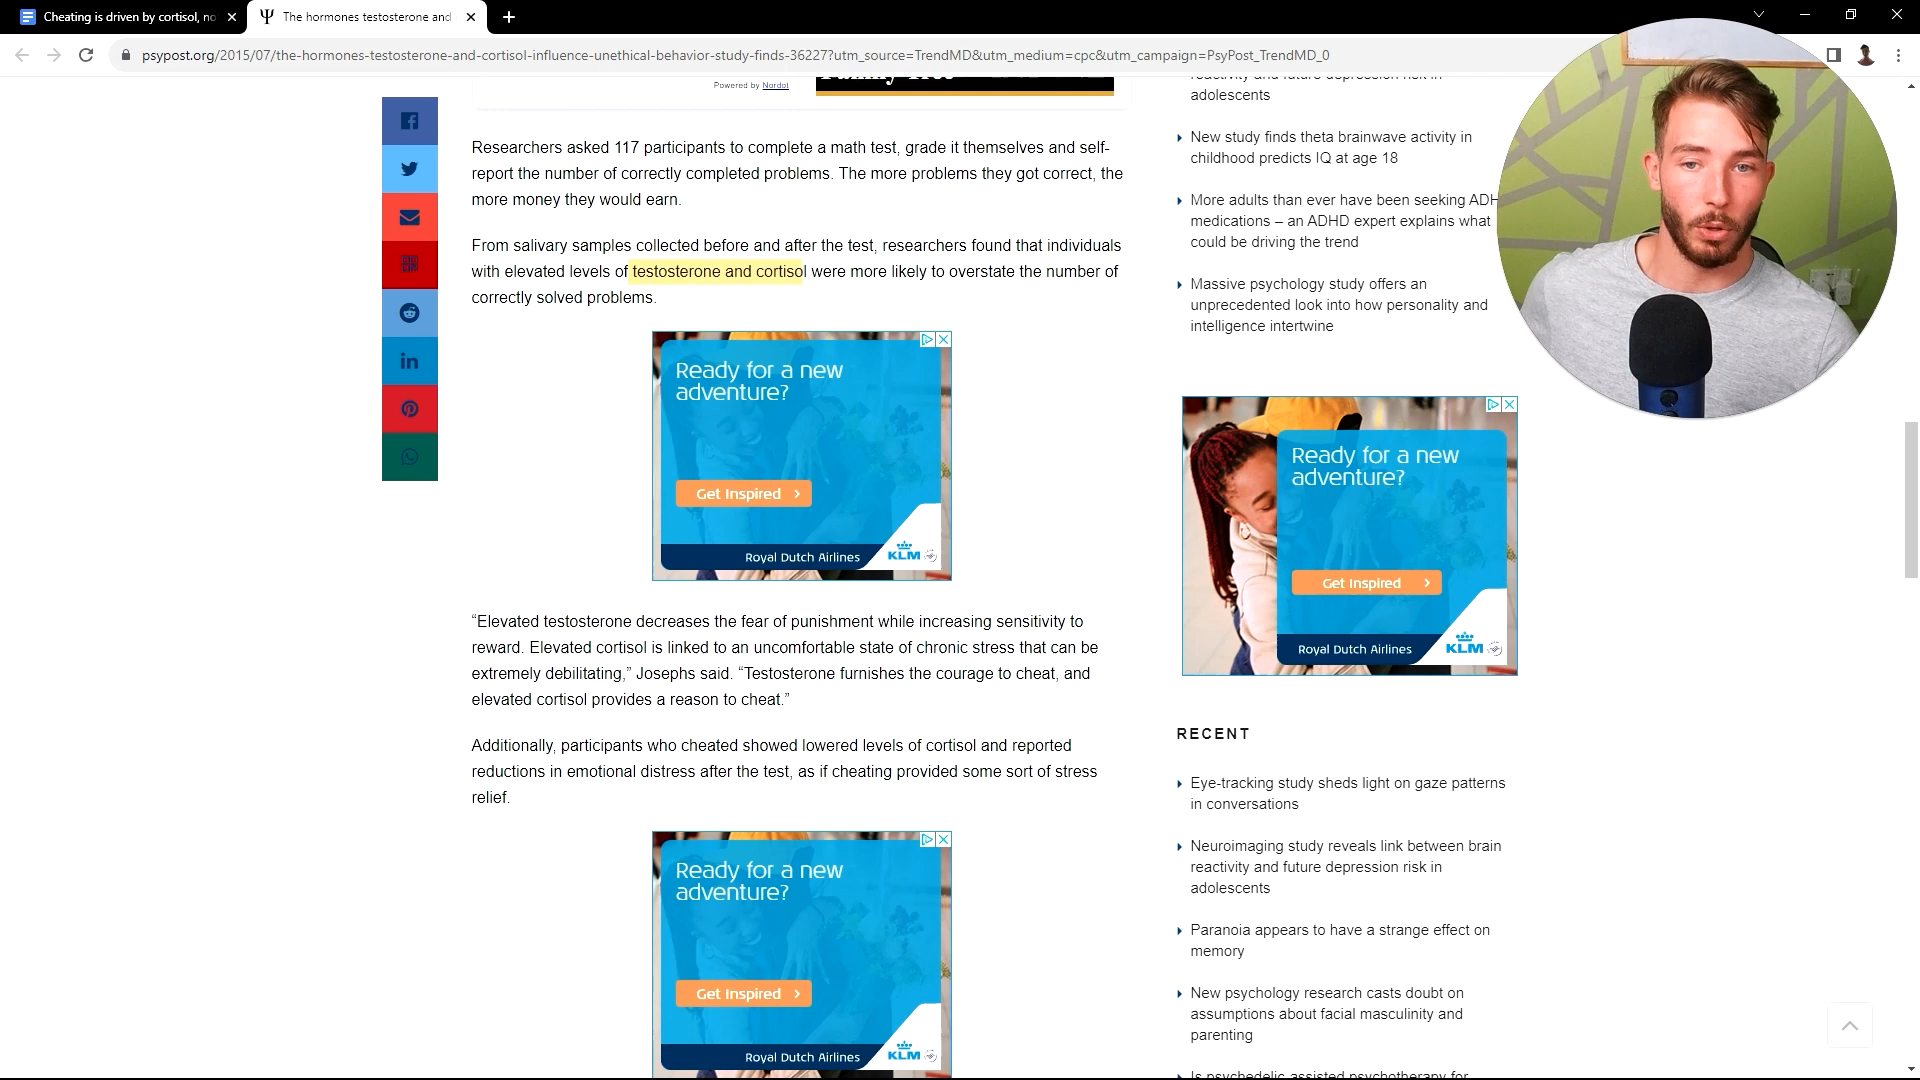 Cheating is driven by cortisol, no
The hormones testosterone and
psypost.org/2015/07/the-hormones-testosterone-and-cortisol-influence-unethical-behavior-study-finds-36227?utm_source=TrendMD&utm_medium=cpc&utm_campaign=PsyPost_TrendMD_0
Powered by Nordot
Researchers asked 117 participants to complete a math test, grade it themselves and self-
report the number of correctly completed problems. The more problems they got correct, the
more money they would earn.
From salivary samples collected before and after the test, researchers found that individuals
with elevated levels of testosterone and cortisol were more likely to overstate the number of
correctly solved problems.
Ready for a new
adventure?
Get Inspired
Royal Dutch Airlines
KLM
“Elevated testosterone decreases the fear of punishment while increasing sensitivity to
reward. Elevated cortisol is linked to an uncomfortable state of chronic stress that can be
extremely debilitating,” Josephs said. “Testosterone furnishes the courage to cheat, and
elevated cortisol provides a reason to cheat.”
Additionally, participants who cheated showed lowered levels of cortisol and reported
reductions in emotional distress after the test, as if cheating provided some sort of stress
relief.
Ready for a new
adventure?
Get Inspired
Royal Dutch Airlines
KLM
reactivity and future depression risk in
adolescents
New study finds theta brainwave activity in
childhood predicts IQ at age 18
More adults than ever have been seeking ADH
medications – an ADHD expert explains what
could be driving the trend
Massive psychology study offers an
unprecedented look into how personality and
intelligence intertwine
Ready for a new
adventure?
Get Inspired
Royal Dutch Airlines
KLM
RECENT
Eye-tracking study sheds light on gaze patterns
in conversations
Neuroimaging study reveals link between brain
reactivity and future depression risk in
adolescents
Paranoia appears to have a strange effect on
memory
New psychology research casts doubt on
assumptions about facial masculinity and
parenting
Is psychedelic-assisted psychotherapy for